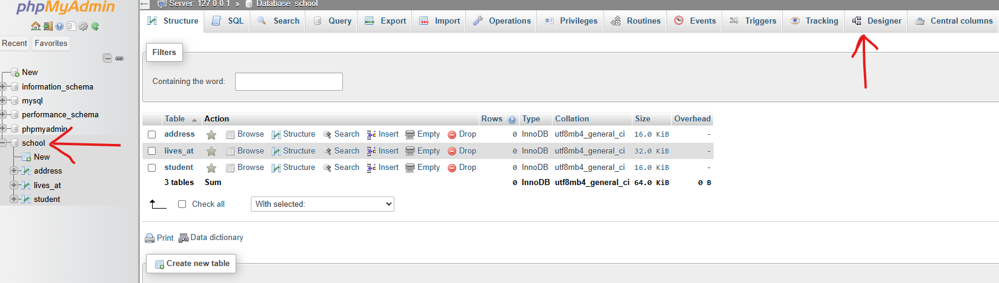 phpMyAdmin
Server: 127.0.0.1 » Database: school
Structure SQL Search Query Export Import Operations Privileges Routines Events Triggers Tracking Designer Central columns
Recent Favorites
New
information_schema
mysql
performance_schema
phpmyadmin
school
New
address
lives_at
student
Filters
Containing the word:
Table Action Rows Type Collation Size Overhead
address Browse Structure Search Insert Empty Drop 0 InnoDB utf8mb4_general_ci 16.0 KiB -
lives_at Browse Structure Search Insert Empty Drop 0 InnoDB utf8mb4_general_ci 32.0 KiB -
student Browse Structure Search Insert Empty Drop 0 InnoDB utf8mb4_general_ci 16.0 KiB -
3 tables Sum 0 InnoDB utf8mb4_general_ci 64.0 KiB 0 B
Check all With selected:
Print Data dictionary
Create new table